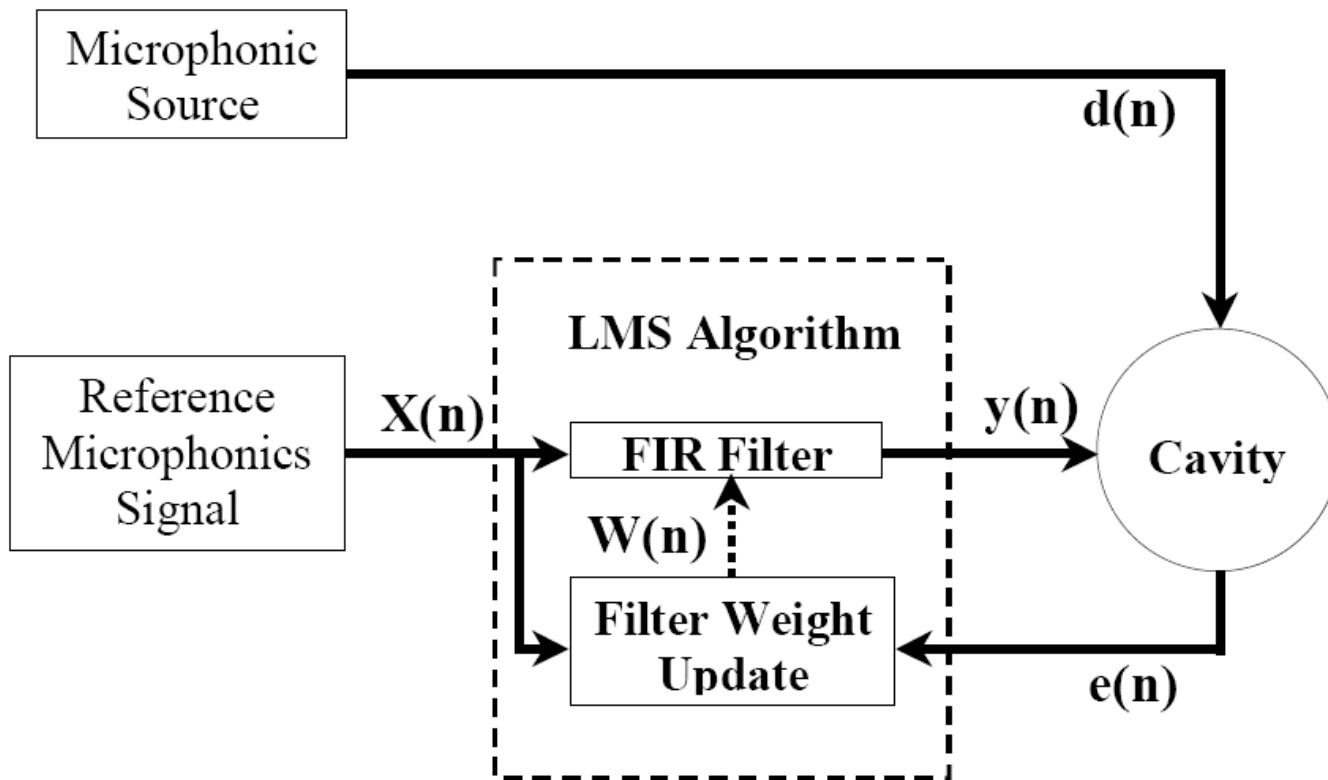 Microphonic
Source
d(n)
LMS Algorithm
Reference
Microphonics
Signal
X(n)
FIR Filter
y(n)
Cavity
W(n)
Filter Weight
Update
e(n)